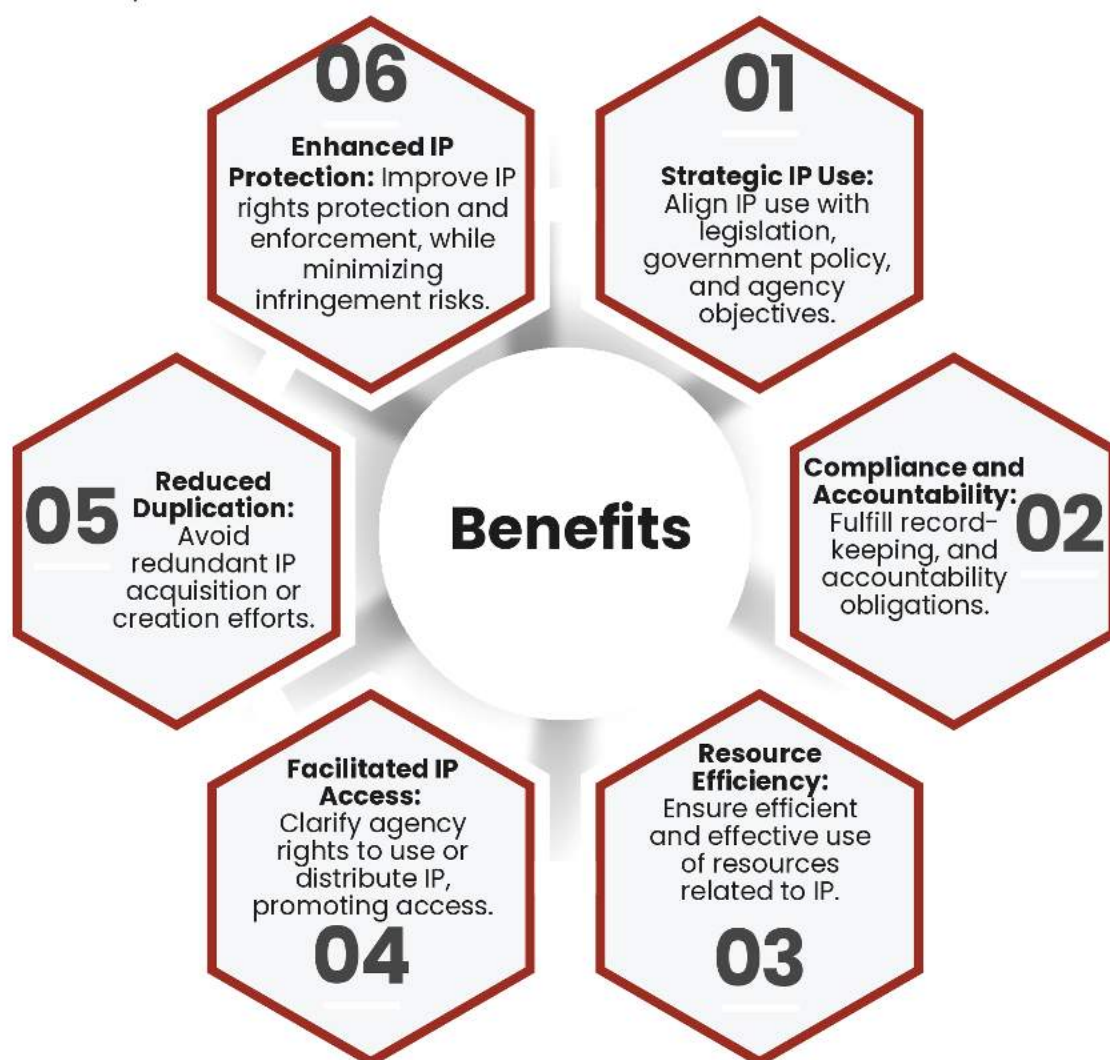 06
Enhanced IP
Protection: Improve IP
rights protection and
enforcement, while
minimizing
infringement risks.
01
Strategic IP Use:
Align IP use with
legislation,
government policy,
and agency
objectives.
05
Reduced
Duplication:
Avoid
redundant IP
acquisition or
creation efforts.
Benefits
Compliance and
Accountability:
Fulfill record-
keeping, and
accountability
obligations.
02
Facilitated IP
Access:
Clarify agency
rights to use or
distribute IP,
promoting access.
04
Resource
Efficiency:
Ensure efficient
and effective use
of resources
related to IP.
03